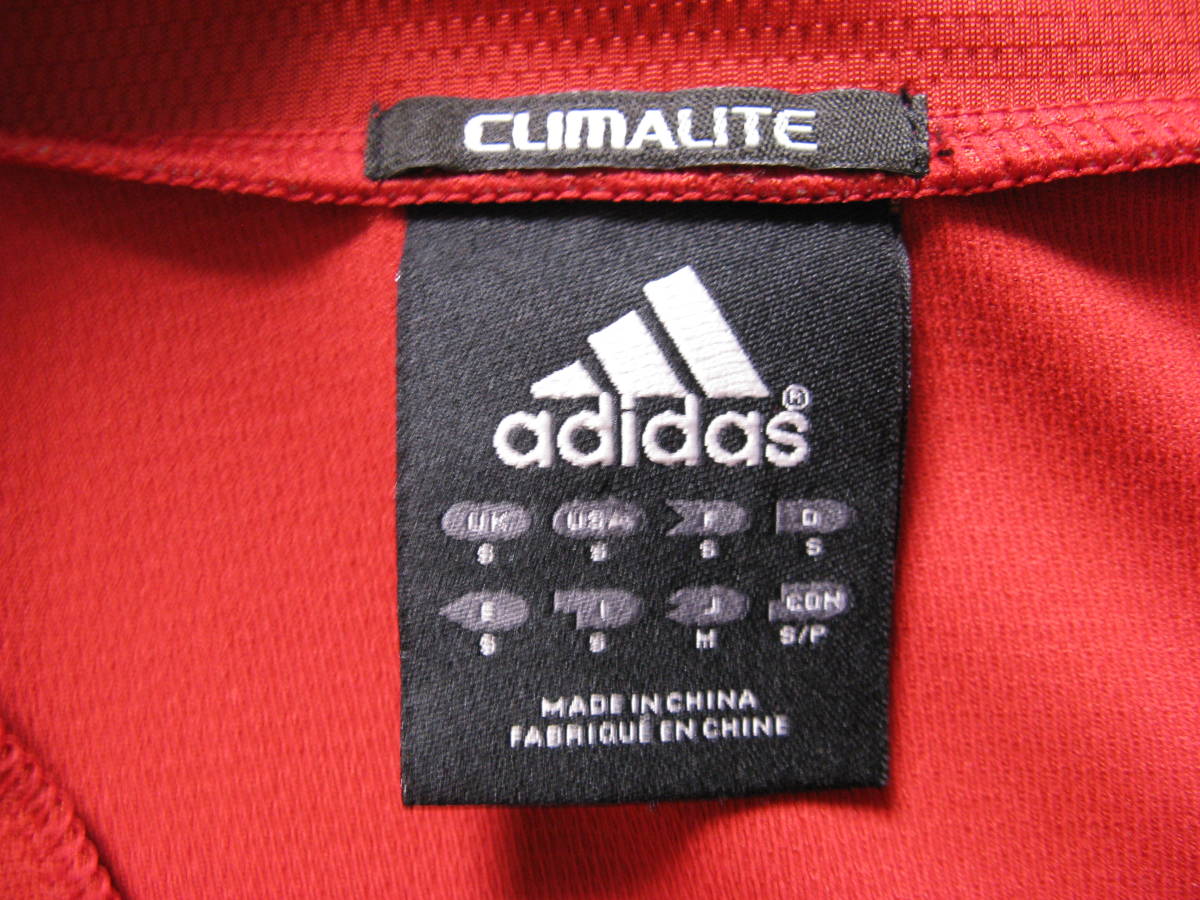 CLIMALITE
adidas®
UK USA F D
S S S S
E I J CON
S S M S/P
MADE IN CHINA
FABRIQUÉ EN CHINE